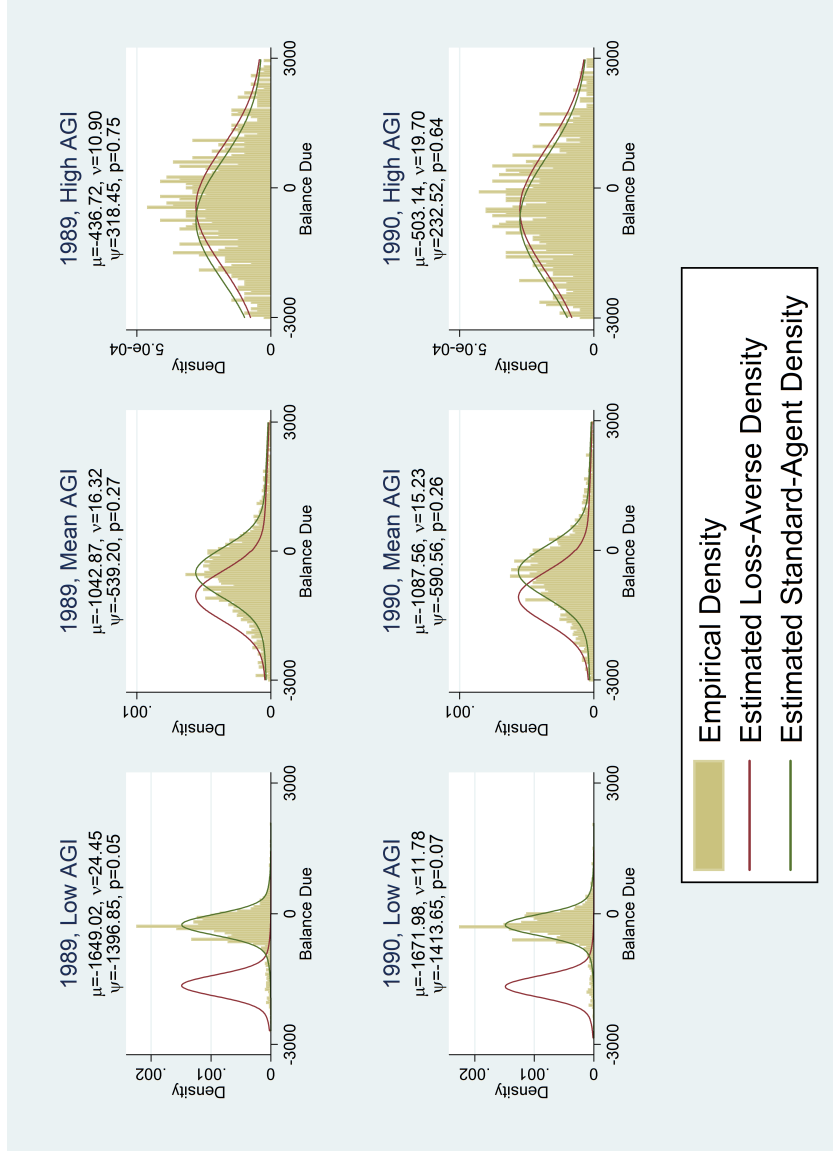 1989, Low AGI
μ=-1649.02, ν=24.45
ψ=-1396.85, p=0.05
Density
.002
.001
0
-3000
0
3000
Balance Due
1989, Mean AGI
μ=-1042.87, ν=16.32
ψ=-539.20, p=0.27
Density
.001
0
-3000
0
3000
Balance Due
1989, High AGI
μ=-436.72, ν=10.90
ψ=318.45, p=0.75
Density
5.0e-04
0
-3000
0
3000
Balance Due
1990, Low AGI
μ=-1671.98, ν=11.78
ψ=-1413.65, p=0.07
Density
.002
.001
0
-3000
0
3000
Balance Due
1990, Mean AGI
μ=-1087.56, ν=15.23
ψ=-590.56, p=0.26
Density
.001
0
-3000
0
3000
Balance Due
1990, High AGI
μ=-503.14, ν=19.70
ψ=232.52, p=0.64
Density
5.0e-04
0
-3000
0
3000
Balance Due
Empirical Density
Estimated Loss-Averse Density
Estimated Standard-Agent Density